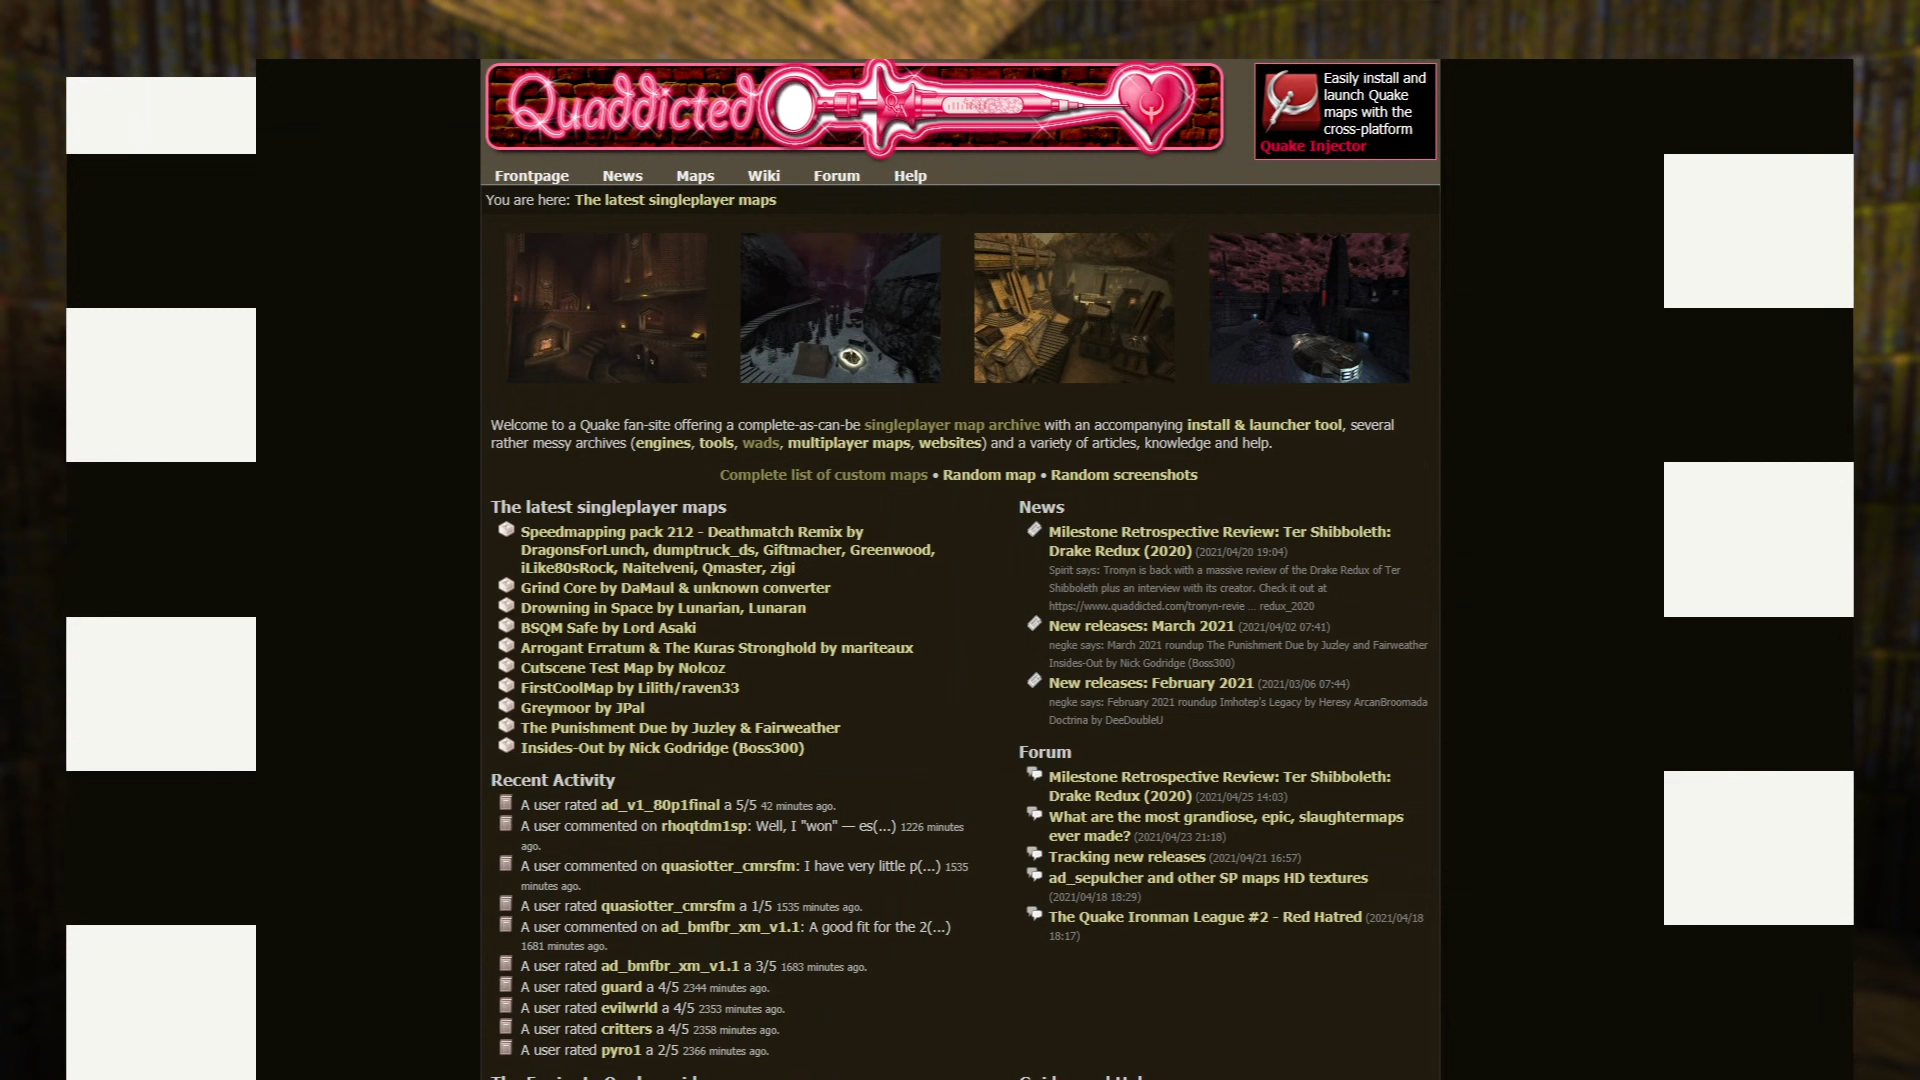 Quaddicted
Easily install and
launch Quake
maps with the
cross-platform
Quake Injector
Frontpage News Maps Wiki Forum Help
You are here: The latest singleplayer maps
Welcome to a Quake fan-site offering a complete-as-can-be singleplayer map archive with an accompanying install & launcher tool, several
rather messy archives (engines, tools, wads, multiplayer maps, websites) and a variety of articles, knowledge and help.
Complete list of custom maps • Random map • Random screenshots
The latest singleplayer maps
Speedmapping pack 212 - Deathmatch Remix by
DragonsForLunch, dumptruck_ds, Giftmacher, Greenwood,
iLike80sRock, Naitelveni, Qmaster, zigi
Grind Core by DaMaul & unknown converter
Drowning in Space by Lunarian, Lunaran
BSQM Safe by Lord Asaki
Arrogant Erratum & The Kuras Stronghold by mariteaux
Cutscene Test Map by Nolcoz
FirstCoolMap by Lilith/raven33
Greymoor by JPal
The Punishment Due by Juzley & Fairweather
Insides-Out by Nick Godridge (Boss300)
Recent Activity
A user rated ad_v1_80p1final a 5/5 42 minutes ago.
A user commented on rhoqtdm1sp: Well, I "won" — es(...) 1226 minutes
ago.
A user commented on quasiotter_cmrsfm: I have very little p(...) 1535
minutes ago.
A user rated quasiotter_cmrsfm a 1/5 1535 minutes ago.
A user commented on ad_bmfbr_xm_v1.1: A good fit for the 2(...)
1681 minutes ago.
A user rated ad_bmfbr_xm_v1.1 a 3/5 1683 minutes ago.
A user rated guard a 4/5 2344 minutes ago.
A user rated evilwrld a 4/5 2353 minutes ago.
A user rated critters a 4/5 2358 minutes ago.
A user rated pyro1 a 2/5 2366 minutes ago.
News
Milestone Retrospective Review: Ter Shibboleth:
Drake Redux (2020) (2021/04/20 19:04)
Spirit says: Tronyn is back with a massive review of the Drake Redux of Ter
Shibboleth plus an interview with its creator. Check it out at
https://www.quaddicted.com/tronyn-revie ... redux_2020
New releases: March 2021 (2021/04/02 07:41)
negke says: March 2021 roundup The Punishment Due by Juzley and Fairweather
Insides-Out by Nick Godridge (Boss300)
New releases: February 2021 (2021/03/06 07:44)
negke says: February 2021 roundup Imhotep's Legacy by Heresy ArcanBroomada
Doctrina by DeeDoubleU
Forum
Milestone Retrospective Review: Ter Shibboleth:
Drake Redux (2020) (2021/04/25 14:03)
What are the most grandiose, epic, slaughtermaps
ever made? (2021/04/23 21:18)
Tracking new releases (2021/04/21 16:57)
ad_sepulcher and other SP maps HD textures
(2021/04/18 18:29)
The Quake Ironman League #2 - Red Hatred (2021/04/18
18:17)